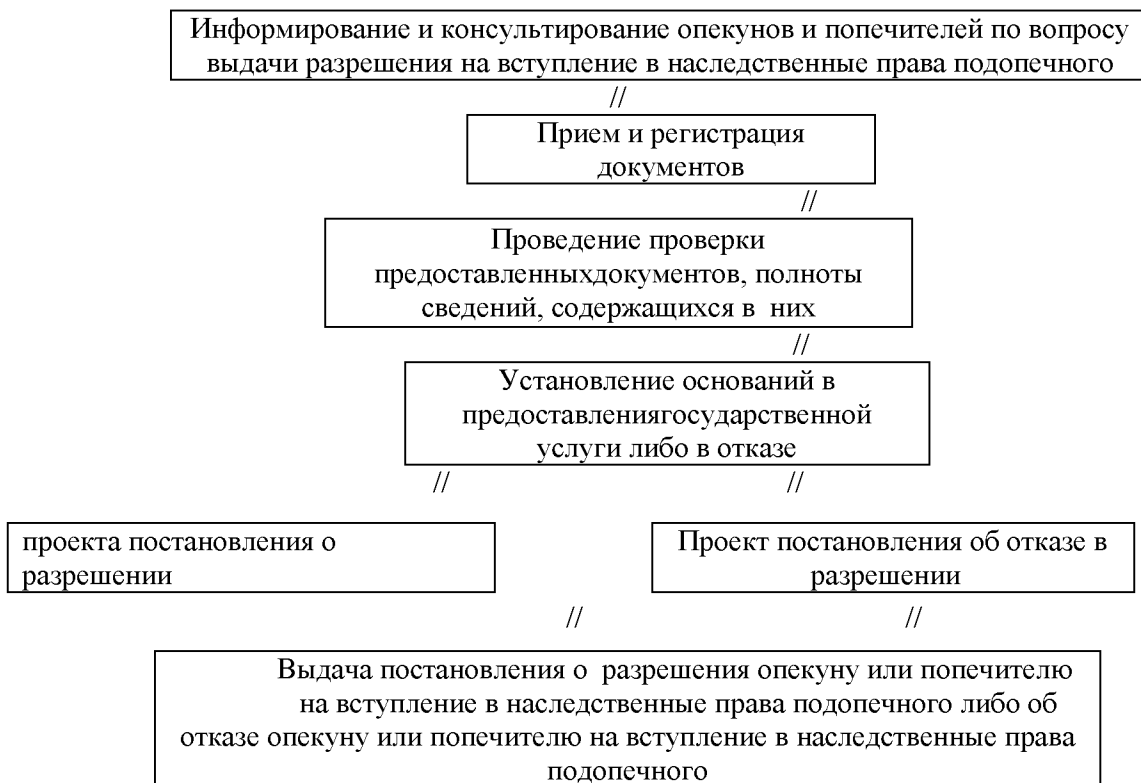 Информирование и консультирование опекунов и попечителей по вопросу
выдачи разрешения на вступление в наследственные права подопечного
//
Прием и регистрация
документов
//
Проведение проверки
предоставленныхдокументов, полноты
сведений, содержащихся в них
//
Установление оснований в
предоставлениягосударственной
услуги либо в отказе
// //
проекта постановления о
разрешении
Проект постановления об отказе в
разрешении
// //
Выдача постановления о разрешения опекуну или попечителю
на вступление в наследственные права подопечного либо об
отказе опекуну или попечителю на вступление в наследственные права
подопечного